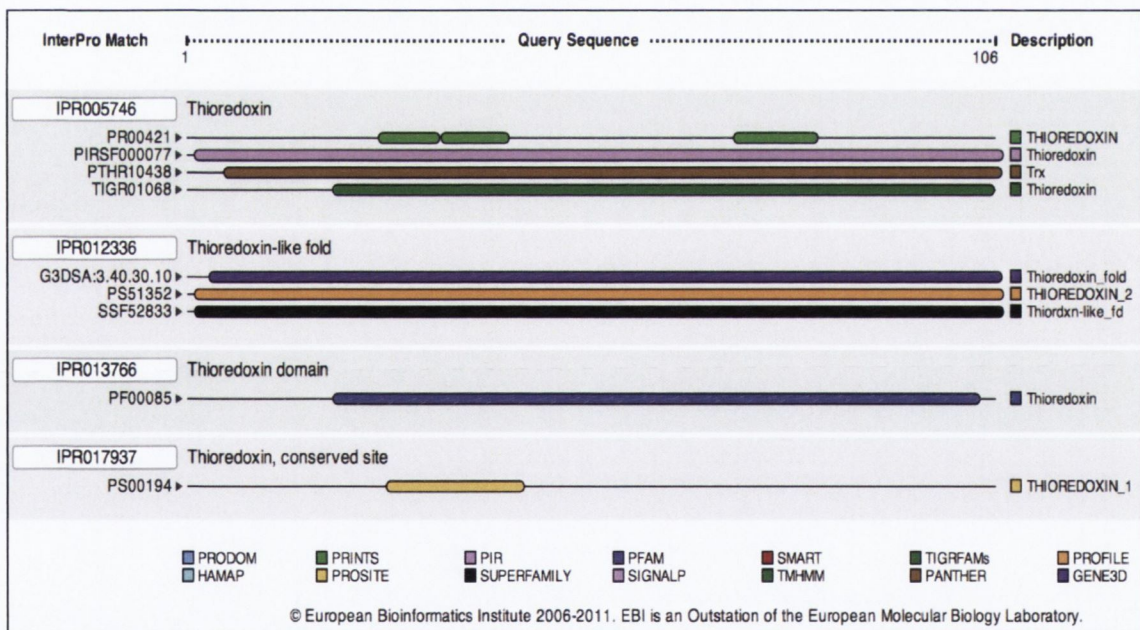 InterPro Match Query Sequence Description
1 106
IPR005746 Thioredoxin
PR00421 THIOREDOXIN
PIRSF000077 Thioredoxin
PTHR10438 Trx
TIGR01068 Thioredoxin
IPR012336 Thioredoxin-like fold
G3DSA:3.40.30.10 Thioredoxin_fold
PS51352 THIOREDOXIN_2
SSF52833 Thiordxn-like_fd
IPR013766 Thioredoxin domain
PF00085 Thioredoxin
IPR017937 Thioredoxin, conserved site
PS00194 THIOREDOXIN_1
PRODOM PRINTS PIR PFAM SMART TIGRFAMs PROFILE
HAMAP PROSITE SUPERFAMILY SIGNALP TMHMM PANTHER GENE3D
© European Bioinformatics Institute 2006-2011. EBI is an Outstation of the European Molecular Biology Laboratory.